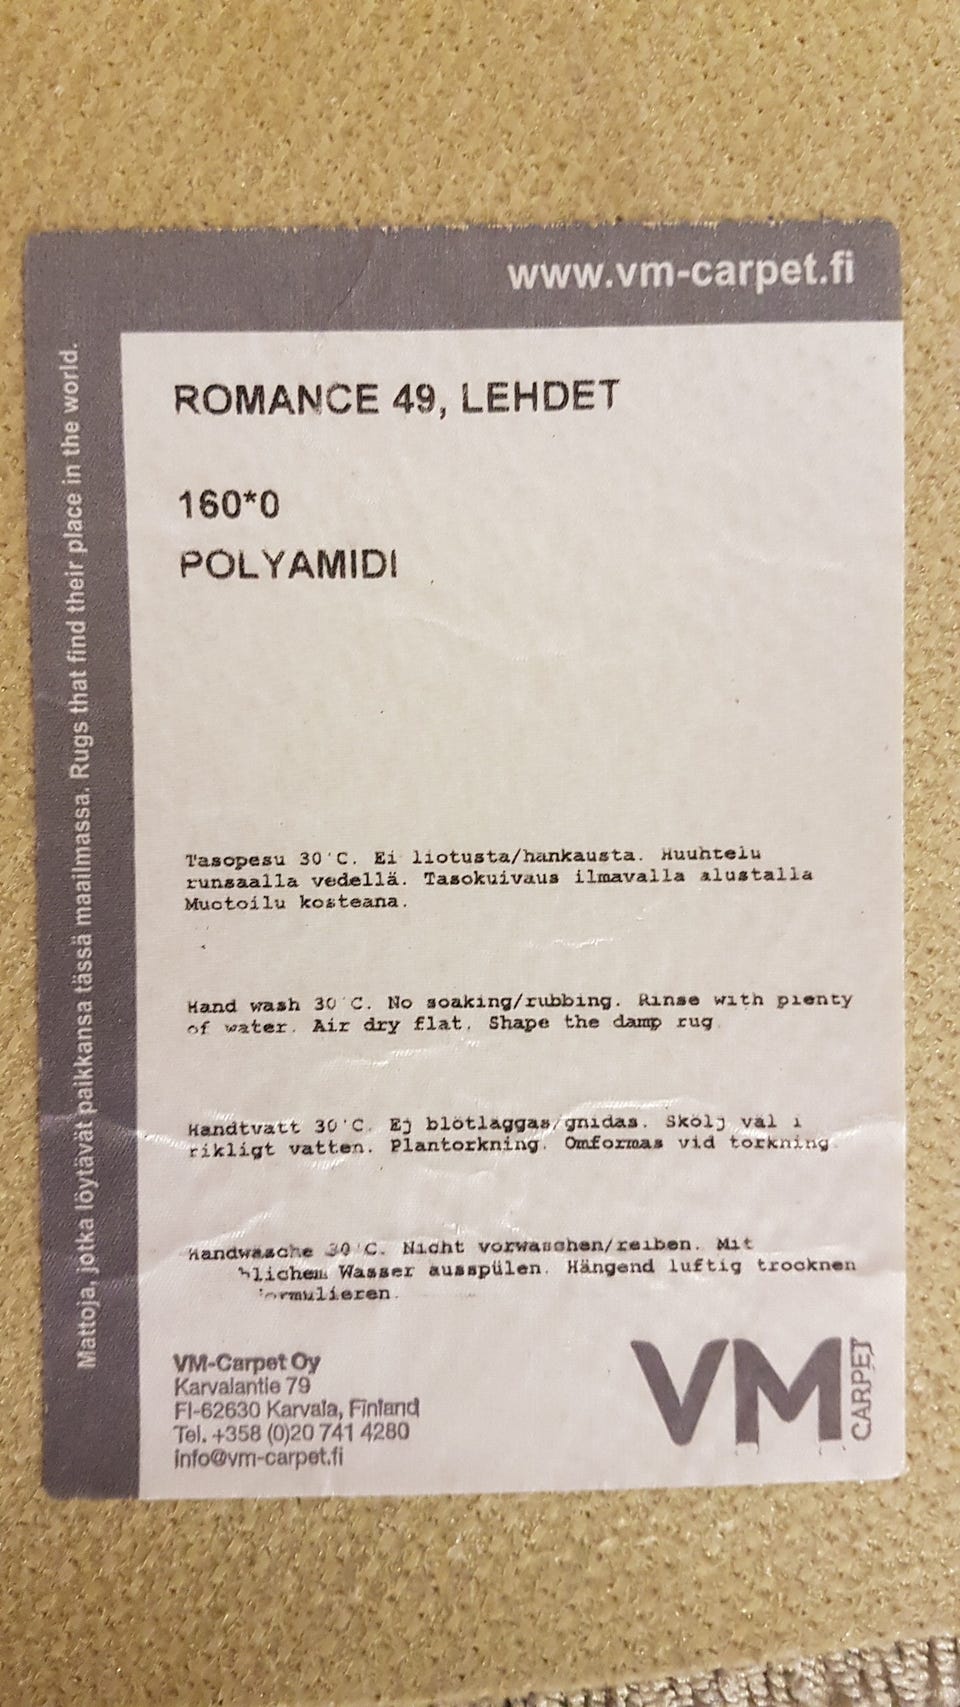 www.vm-carpet.fi
Mattoja, jotka löytävät paikkansa tässä maailmassa. Rugs that find their place in the world.
ROMANCE 49, LEHDET
160*0
POLYAMIDI
Tasopesu 30°C. Ei liotusta/hankausta. Huuhtelu
runsaalla vedellä. Tasokuivaus ilmavalla alustalla
Muotoilu kosteana.
Hand wash 30°C. No soaking/rubbing. Rinse with plenty
of water. Air dry flat. Shape the damp rug.
Handtvätt 30°C. Ej blötläggas/gnidas. Skölj väl i
rikligt vatten. Plantorkning. Omformas vid torkning.
Handwäsche 30°C. Nicht vorwaschen/reiben. Mit
Wasser ausspülen. Hängend luftig trocknen
VM-Carpet Oy
Karvalantie 79
FI-62630 Karvala, Finland
Tel. +358 (0)20 741 4280
info@vm-carpet.fi
VM CARPET